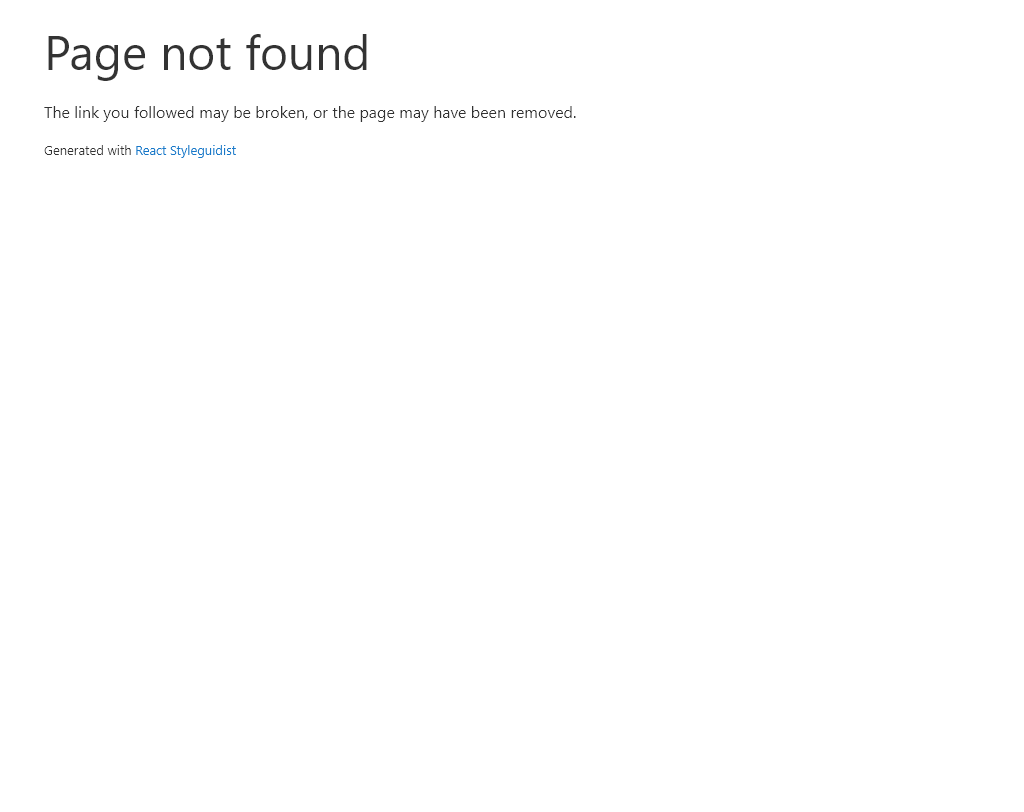 Page not found
The link you followed may be broken, or the page may have been removed.
Generated with React Styleguidist